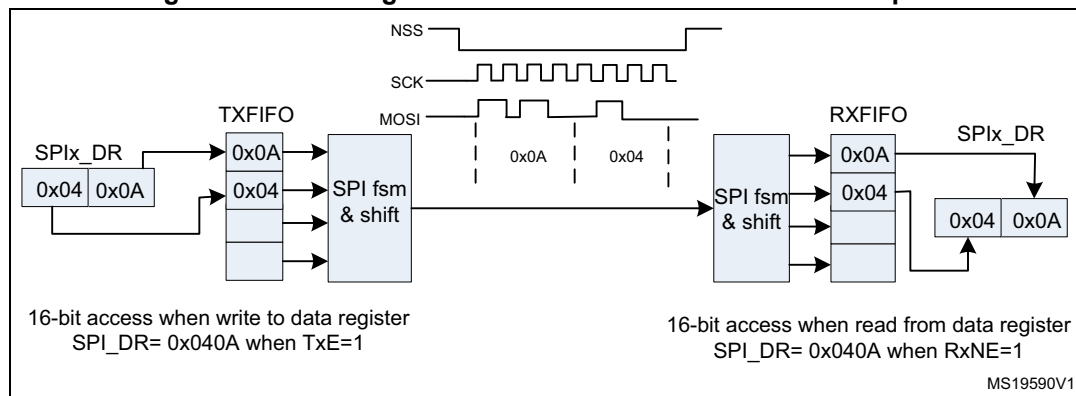 NSS
SCK
MOSI
TXFIFO
RXFIFO
SPIx_DR
SPIx_DR
0x04 0x0A
0x0A
0x04
SPI fsm
& shift
0x0A
0x04
SPI fsm
& shift
0x0A
0x04
0x04 0x0A
16-bit access when write to data register
SPI_DR= 0x040A when TxE=1
16-bit access when read from data register
SPI_DR= 0x040A when RxNE=1
MS19590V1